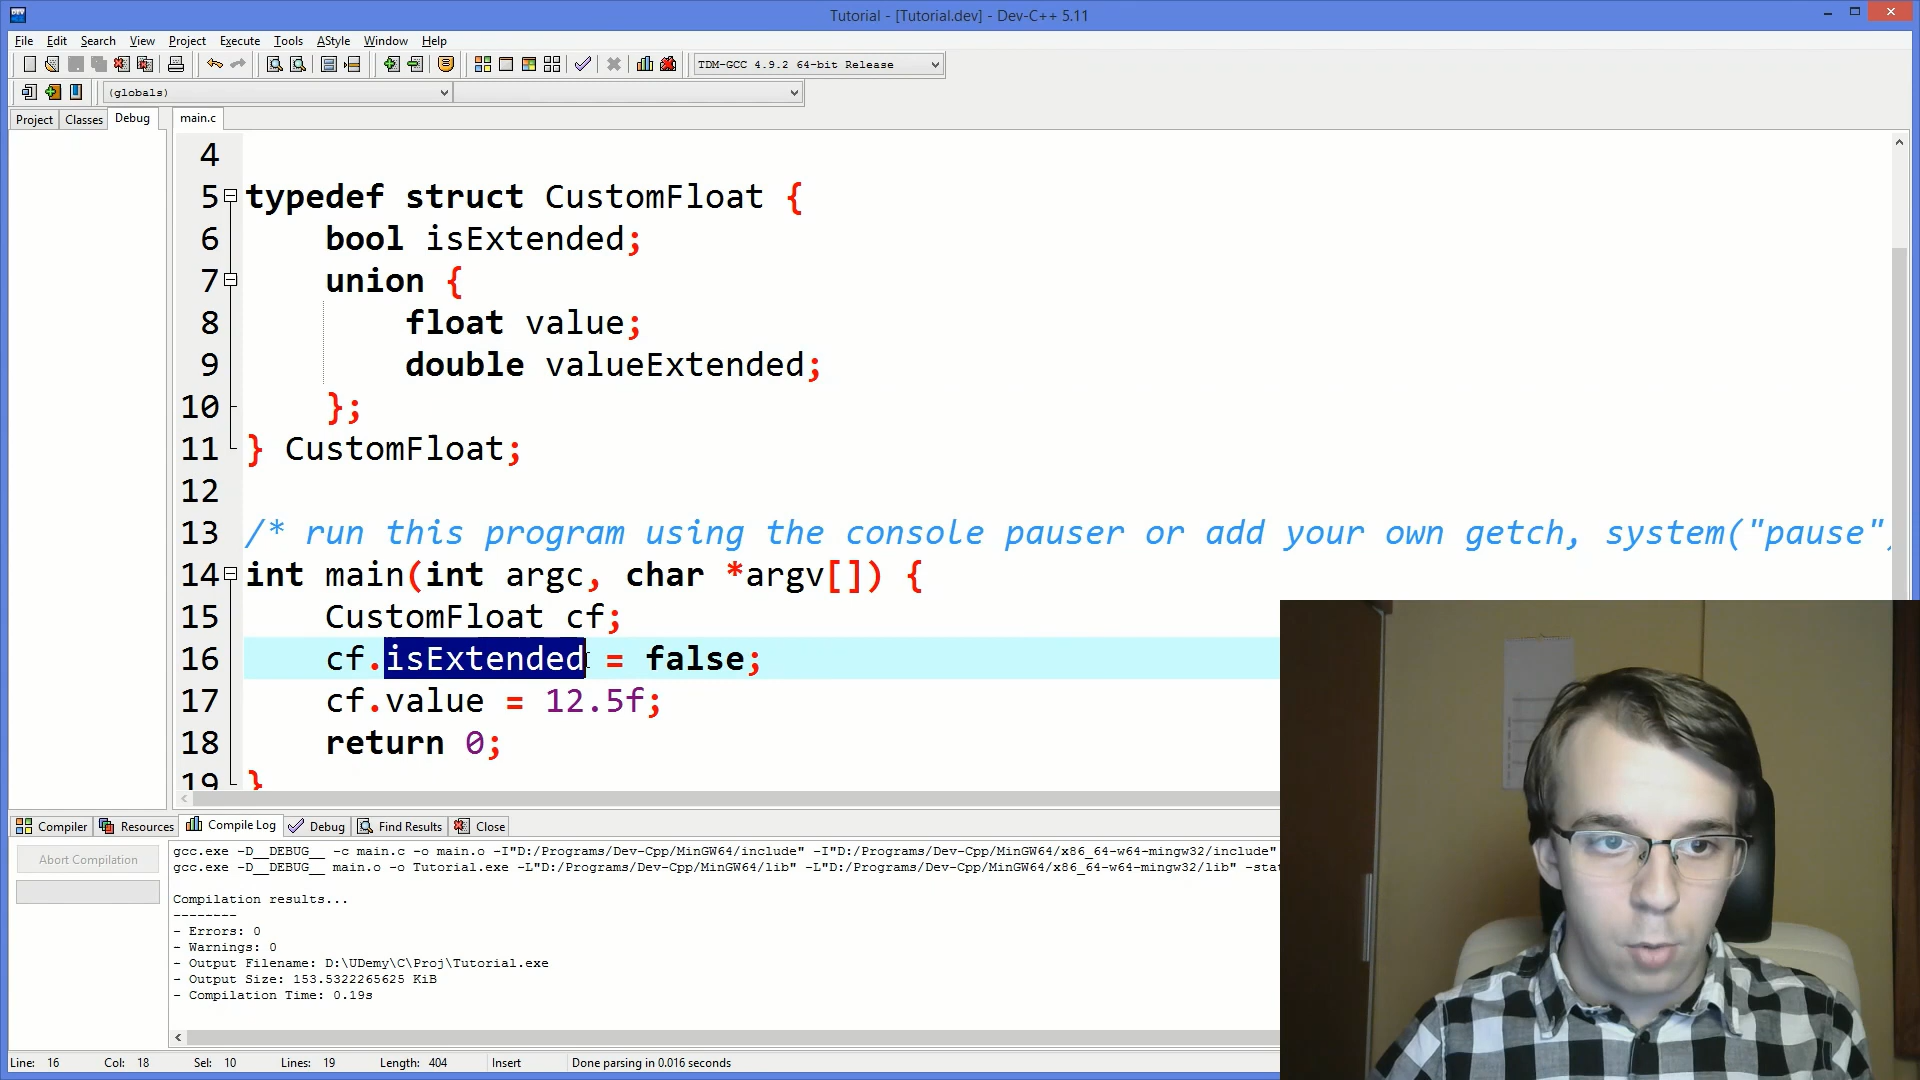 Tutorial - [Tutorial.dev] - Dev-C++ 5.11
File Edit Search View Project Execute Tools AStyle Window Help
TDM-GCC 4.9.2 64-bit Release
(globals)
Project Classes Debug main.c
4
5 typedef struct CustomFloat {
6 bool isExtended;
7 union {
8 float value;
9 double valueExtended;
10 };
11 } CustomFloat;
12
13 /* run this program using the console pauser or add your own getch, system("pause")
14 int main(int argc, char *argv[]) {
15 CustomFloat cf;
16 cf.isExtended = false;
17 cf.value = 12.5f;
18 return 0;
19 }
Compiler Resources Compile Log Debug Find Results Close
Abort Compilation
gcc.exe -D__DEBUG__ -c main.c -o main.o -I"D:/Programs/Dev-Cpp/MinGW64/include" -I"D:/Programs/Dev-Cpp/MinGW64/x86_64-w64-mingw32/include"
gcc.exe -D__DEBUG__ main.o -o Tutorial.exe -L"D:/Programs/Dev-Cpp/MinGW64/lib" -L"D:/Programs/Dev-Cpp/MinGW64/x86_64-w64-mingw32/lib" -sta
Compilation results...
--------
- Errors: 0
- Warnings: 0
- Output Filename: D:\UDemy\C\Proj\Tutorial.exe
- Output Size: 153.5322265625 KiB
- Compilation Time: 0.19s
Line: 16 Col: 18 Sel: 10 Lines: 19 Length: 404 Insert Done parsing in 0.016 seconds